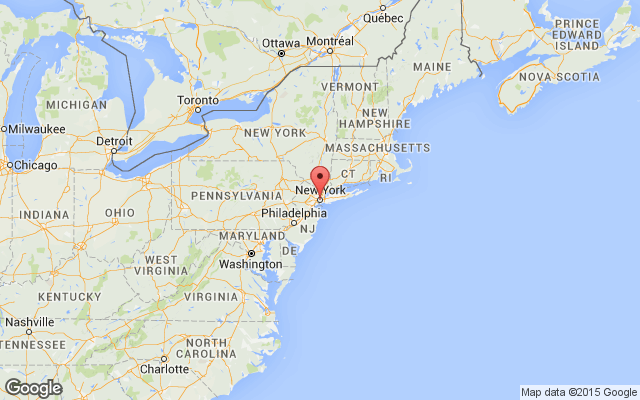 Québec
Ottawa
Montréal
PRINCE
EDWARD
ISLAND
MAINE
NOVA SCOTIA
VERMONT
MICHIGAN
Toronto
NEW
HAMPSHIRE
Milwaukee
NEW YORK
Detroit
MASSACHUSETTS
Chicago
CT
RI
PENNSYLVANIA
New York
INDIANA
OHIO
Philadelphia
NJ
MARYLAND
DE
Washington
WEST
VIRGINIA
KENTUCKY
VIRGINIA
Nashville
TENNESSEE
NORTH
CAROLINA
Charlotte
Google
Map data ©2015 Google